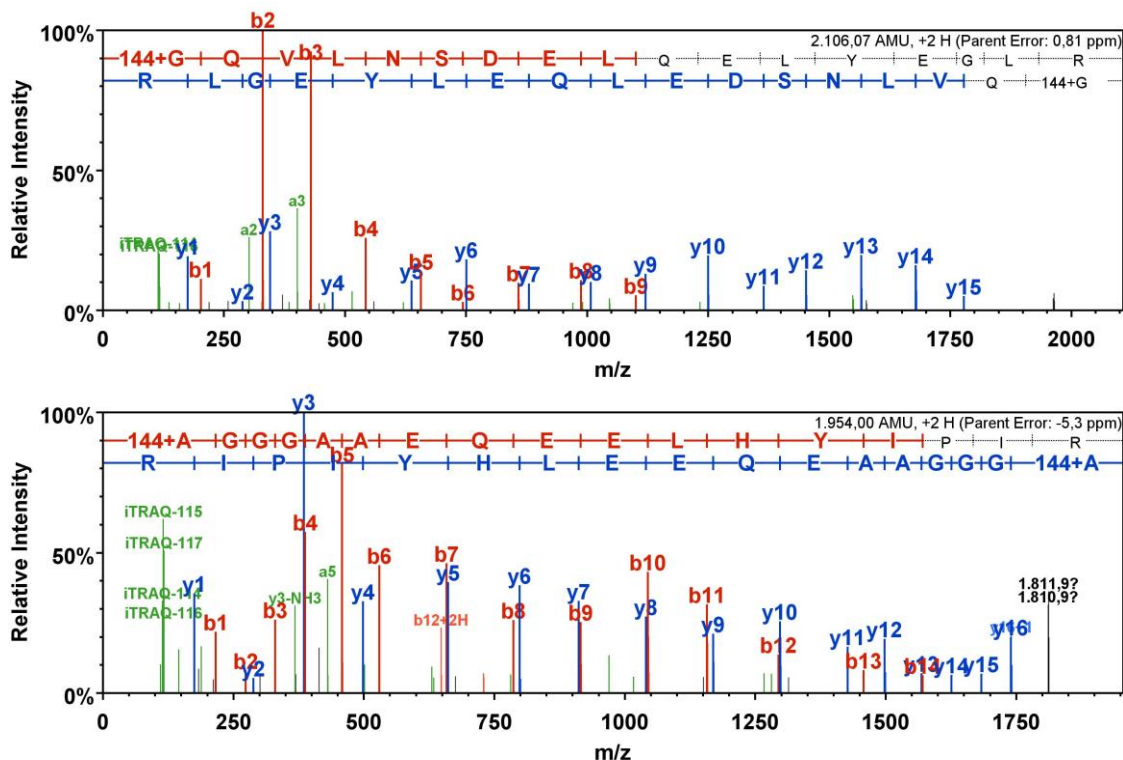 2.106,07 AMU, +2 H (Parent Error: 0,81 ppm)
144+G Q V L N S D E L Q E L Y E G L R
R L G E Y L E Q L E D S N L V Q 144+G
b2
b3
a3
a2 y3
y1 b1 y2 b4 y4 y5 b5 b6 y6 b7 y7 y8 b9 y9 y10 y11 y12 y13 y14 y15
100%
50%
0%
Relative Intensity
0 250 500 750 1000 1250 1500 1750 2000
m/z
1.954,00 AMU, +2 H (Parent Error: -5,3 ppm)
144+A G G G A A E Q E E L H Y I P I R
R I P I Y H L E E Q E A A G G G 144+A
y3
b5
iTRAQ-115
b4
iTRAQ-117
b6 b7
a5 y5 y6 b10
iTRAQ-114 y1 y3-NH3 y4 y7 b11 1.811,9?
1.810,9?
iTRAQ-116 b1 b3 b12+2H b8 b9 y8 y9 y10 y11 y12 y16
b2 y2 b12 b13 y14 y15
100%
50%
0%
Relative Intensity
0 250 500 750 1000 1250 1500 1750
m/z